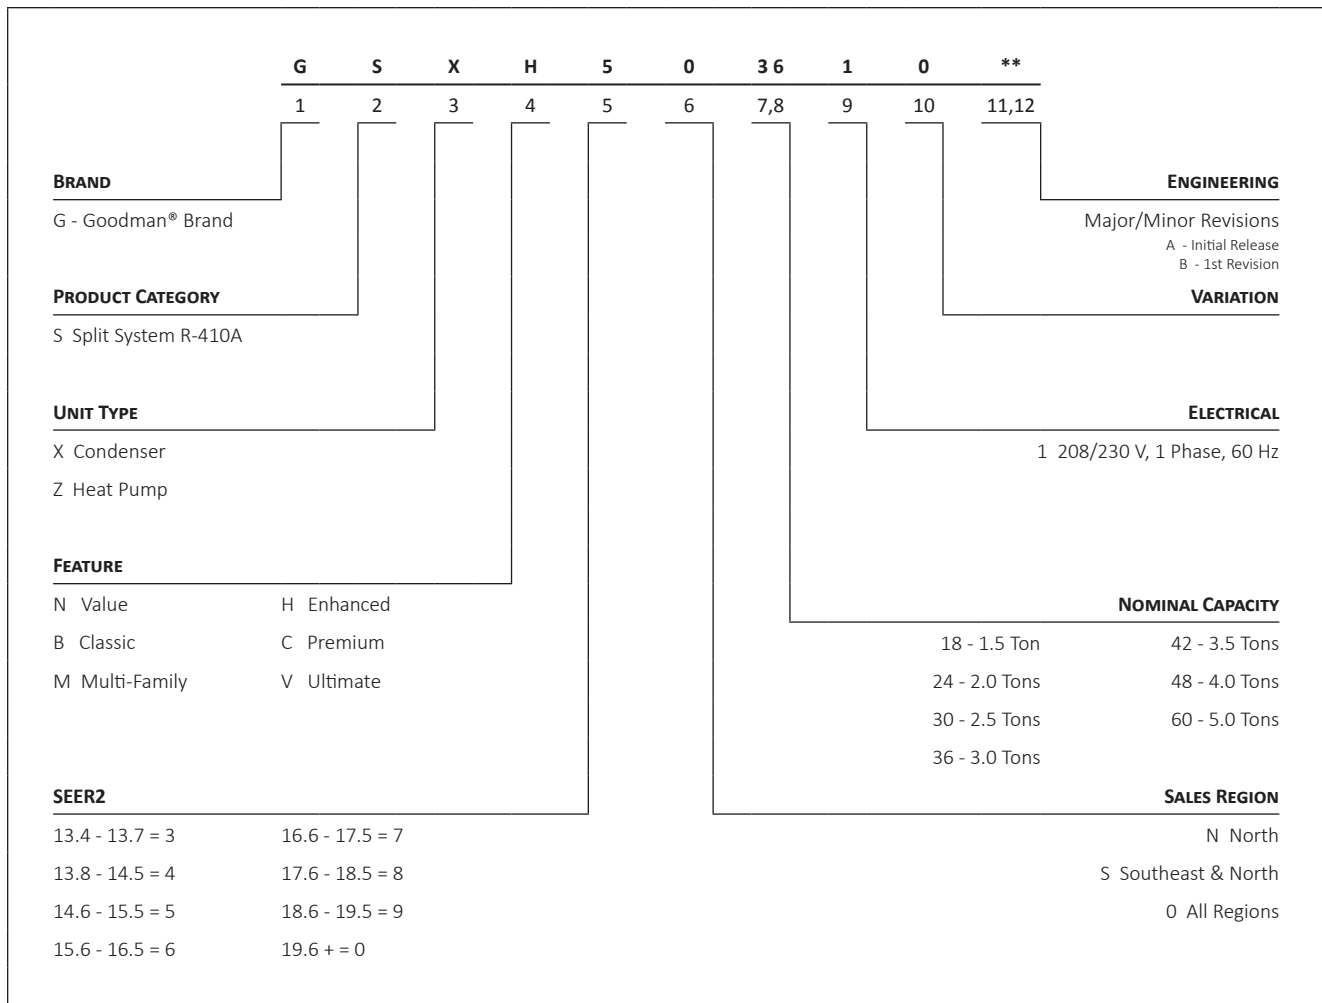 G S X H 5 0 3 6 1 0 **
1 2 3 4 5 6 7,8 9 10 11,12
BRAND
G - Goodman® Brand
PRODUCT CATEGORY
S Split System R-410A
UNIT TYPE
X Condenser
Z Heat Pump
FEATURE
N Value
B Classic
M Multi-Family
H Enhanced
C Premium
V Ultimate
SEER2
13.4 - 13.7 = 3
13.8 - 14.5 = 4
14.6 - 15.5 = 5
15.6 - 16.5 = 6
16.6 - 17.5 = 7
17.6 - 18.5 = 8
18.6 - 19.5 = 9
19.6 + = 0
ENGINEERING
Major/Minor Revisions
A - Initial Release
B - 1st Revision
VARIATION
ELECTRICAL
1 208/230 V, 1 Phase, 60 Hz
NOMINAL CAPACITY
18 - 1.5 Ton
24 - 2.0 Tons
30 - 2.5 Tons
36 - 3.0 Tons
42 - 3.5 Tons
48 - 4.0 Tons
60 - 5.0 Tons
SALES REGION
N North
S Southeast & North
0 All Regions